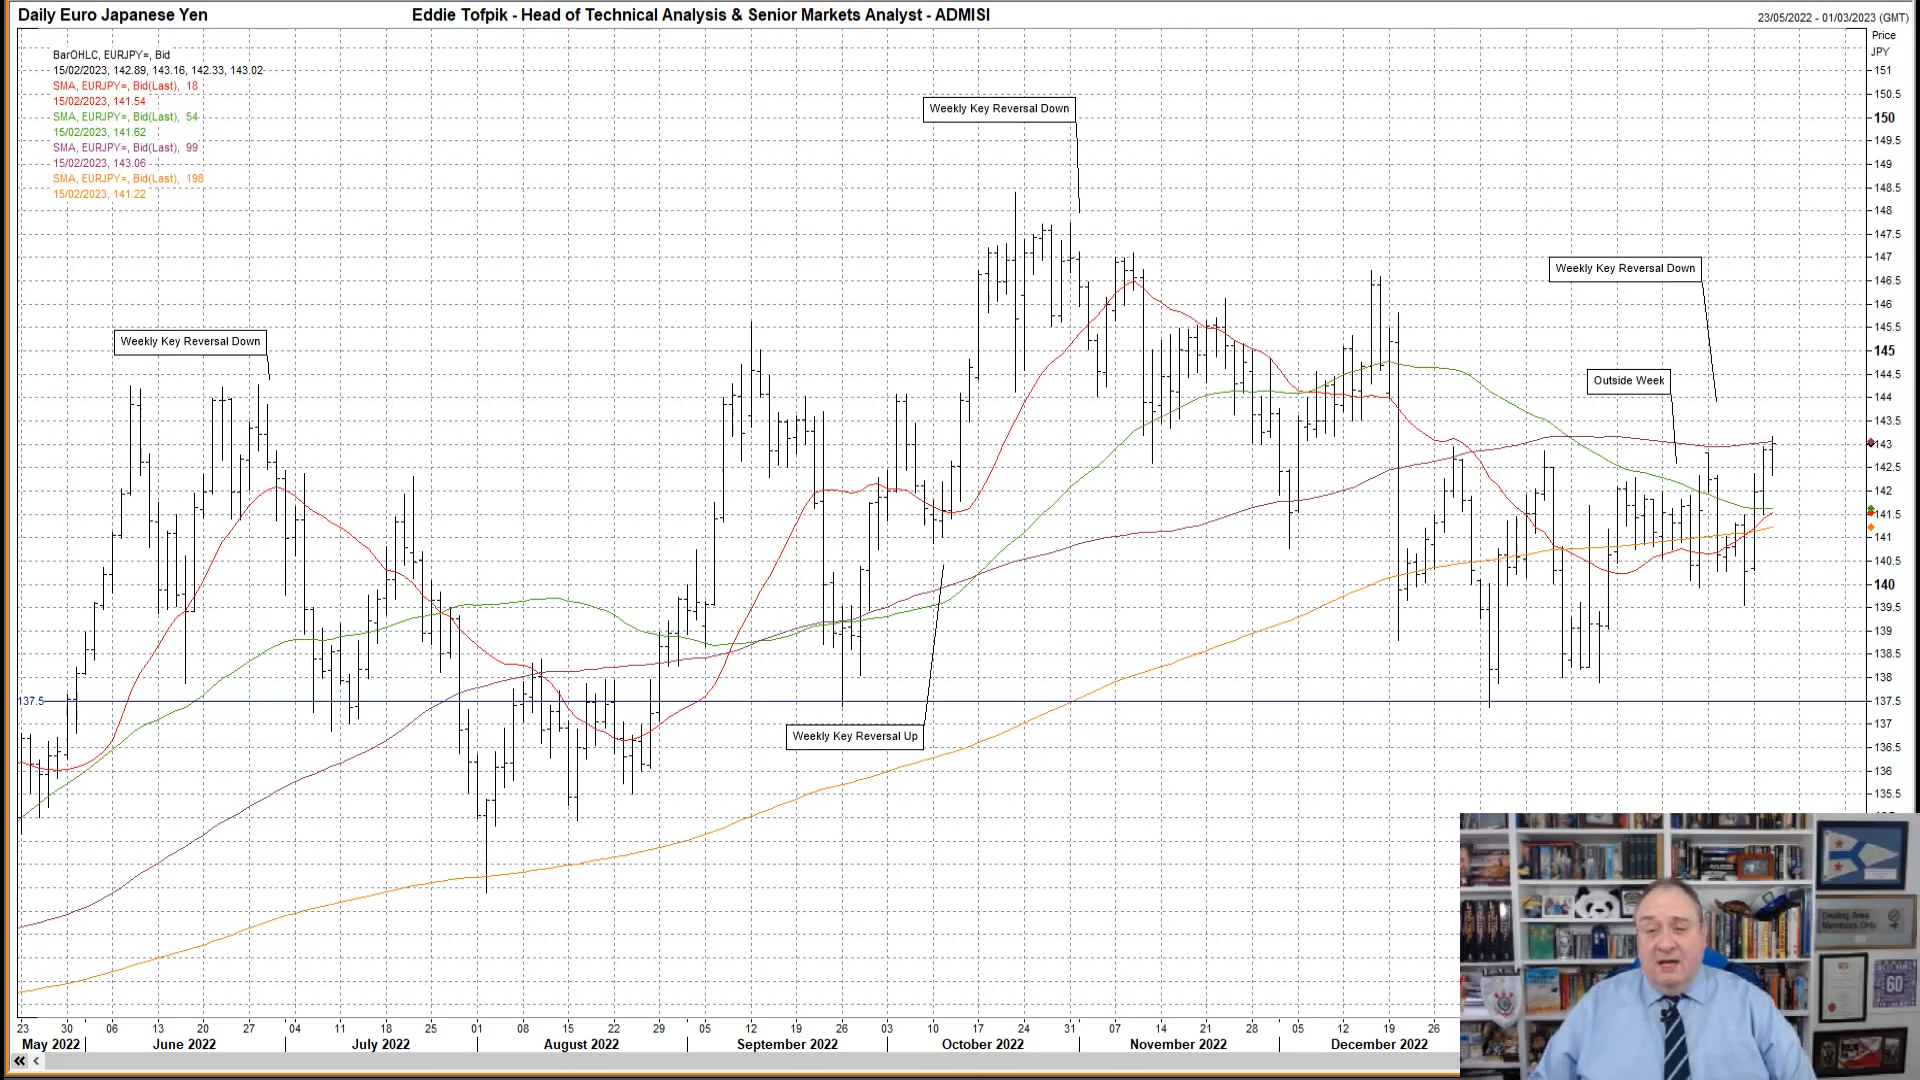 Daily Euro Japanese Yen
Eddie Tofpik - Head of Technical Analysis & Senior Markets Analyst - ADMISI
23/05/2022 - 01/03/2023 (GMT)
Price
JPY
BarOHLC, EURJPY=, Bid
15/02/2023, 142.89, 143.16, 142.33, 143.02
SMA, EURJPY=, Bid(Last), 18
15/02/2023, 141.54
SMA, EURJPY=, Bid(Last), 54
15/02/2023, 141.62
SMA, EURJPY=, Bid(Last), 99
15/02/2023, 143.06
SMA, EURJPY=, Bid(Last), 198
15/02/2023, 141.22
Weekly Key Reversal Down
Weekly Key Reversal Down
Weekly Key Reversal Down
Outside Week
Weekly Key Reversal Up
137.5
151
150.5
150
149.5
149
148.5
148
147.5
147
146.5
146
145.5
145
144.5
144
143.5
143
142.5
142
141.5
141
140.5
140
139.5
139
138.5
138
137.5
137
136.5
136
135.5
23 30 06 13 20 27 04 11 18 25 01 08 15 22 29 05 12 19 26 03 10 17 24 31 07 14 21 28 05 12 19 26
May 2022 June 2022 July 2022 August 2022 September 2022 October 2022 November 2022 December 2022
Dealing Area
Members Only
60